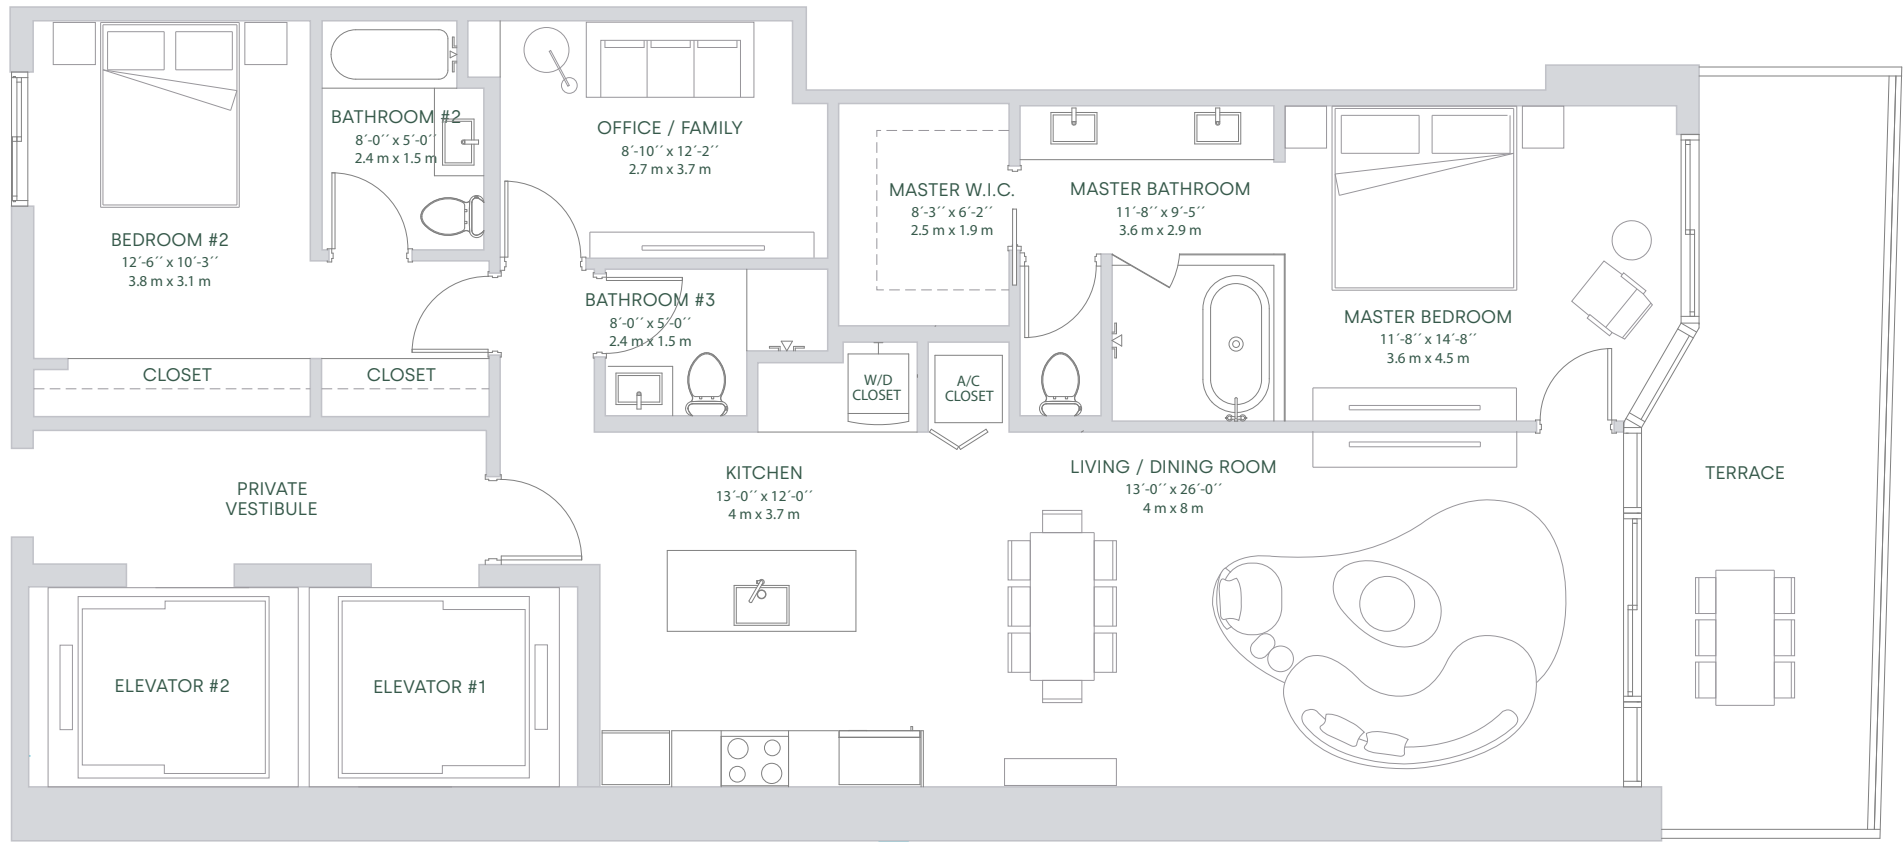 BEDROOM #2
12´-6´´ x 10´-3´´
3.8 m x 3.1 m
BATHROOM #2
8´-0´´ x 5´-0´´
2.4 m x 1.5 m
OFFICE / FAMILY
8´-10´´ x 12´-2´´
2.7 m x 3.7 m
MASTER W.I.C.
8´-3´´ x 6´-2´´
2.5 m x 1.9 m
MASTER BATHROOM
11´-8´´ x 9´-5´´
3.6 m x 2.9 m
BATHROOM #3
8´-0´´ x 5´-0´´
2.4 m x 1.5 m
MASTER BEDROOM
11´-8´´ x 14´-8´´
3.6 m x 4.5 m
CLOSET
CLOSET
W/D
CLOSET
A/C
CLOSET
PRIVATE
VESTIBULE
KITCHEN
13´-0´´ x 12´-0´´
4 m x 3.7 m
LIVING / DINING ROOM
13´-0´´ x 26´-0´´
4 m x 8 m
TERRACE
ELEVATOR #2
ELEVATOR #1